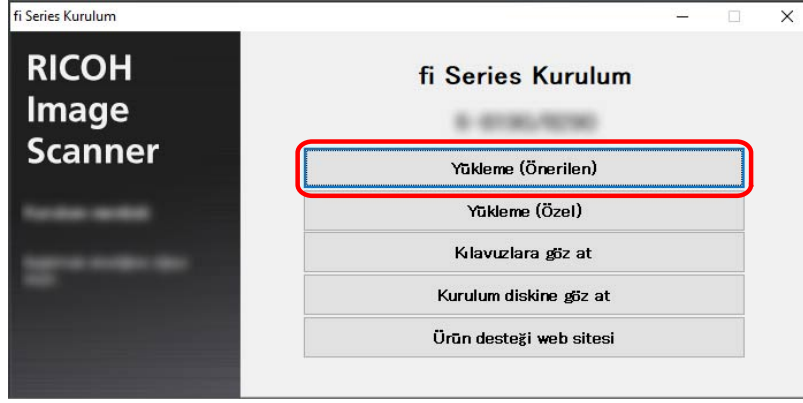 fi Series Kurulum
RICOH
Image
Scanner
fi Series Kurulum
Yükleme (Önerilen)
Yükleme (Özel)
Kılavuzlara göz at
Kurulum diskine göz at
Ürün desteği web sitesi